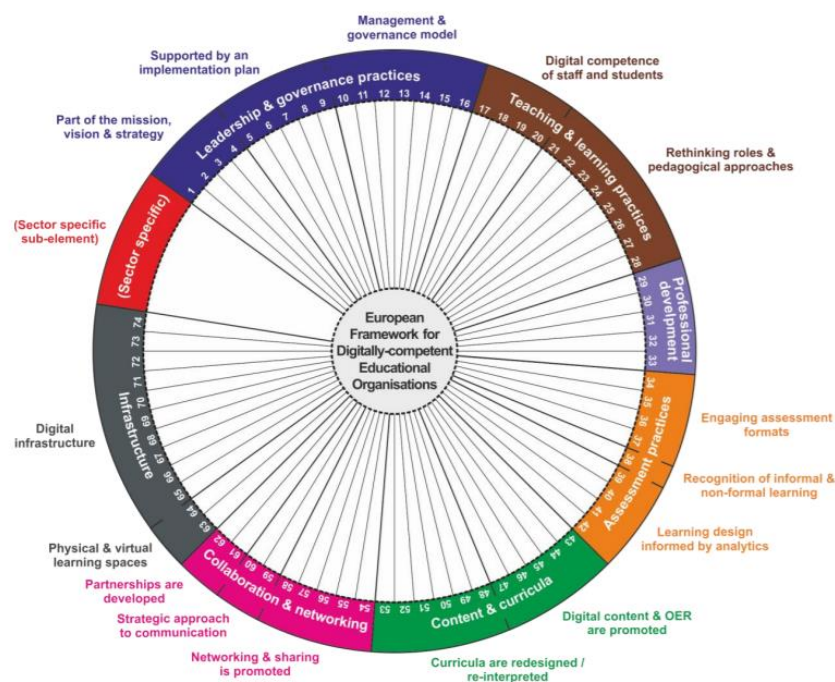 Management &
governance model
Supported by an
implementation plan
Digital competence
of staff and students
Part of the mission,
vision & strategy
Rethinking roles &
pedagogical approaches
Leadership & governance practices
Teaching & learning practices
(Sector specific
sub-element)
(Sector specific)
Professional
develpment
European
Framework for
Digitally-competent
Educational
Organisations
Infrastructure
Digital
infrastructure
Assessment practices
Engaging assessment
formats
Recognition of informal &
non-formal learning
Learning design
informed by analytics
Physical & virtual
learning spaces
Partnerships are
developed
Strategic approach
to communication
Networking & sharing
is promoted
Collaboration & networking
Content & curricula
Digital content & OER
are promoted
Curricula are redesigned /
re-interpreted
1 2 3 4 5 6 7 8 9 10 11 12 13 14 15 16
17 18 19 20 21 22 23 24 25 26 27 28
29 30 31 32 33
34 35 36 37 38 39 40 41 42
43 44 45 46 47 48 49 50 51 52 53
54 55 56 57 58 59 60 61 62
63 64 65 66 67 68 69 70 71 72 73 74